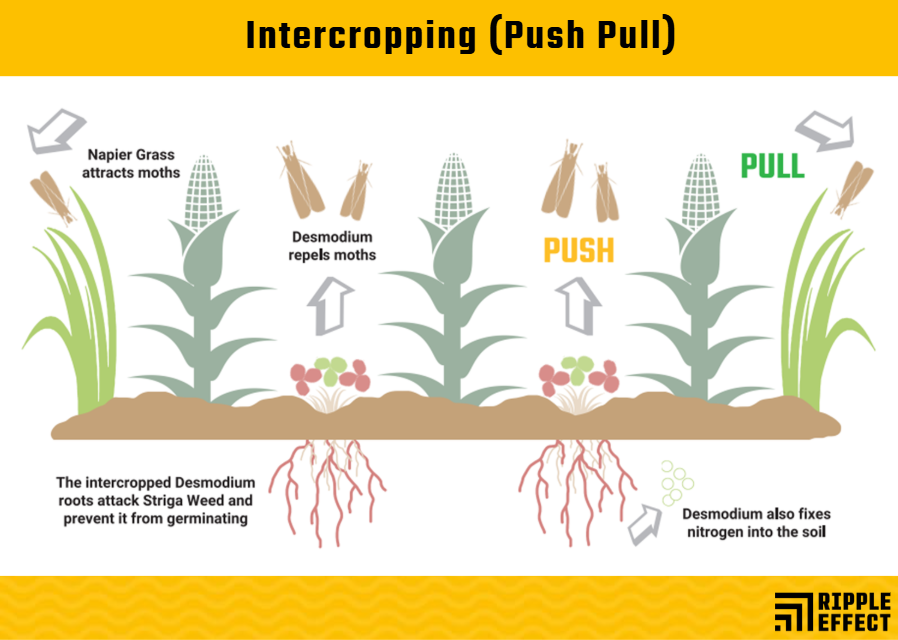 Intercropping (Push Pull)
Napier Grass
attracts moths
Desmodium
repels moths
PUSH
PULL
The intercropped Desmodium
roots attack Striga Weed and
prevent it from germinating
Desmodium also fixes
nitrogen into the soil
RIPPLE
EFFECT